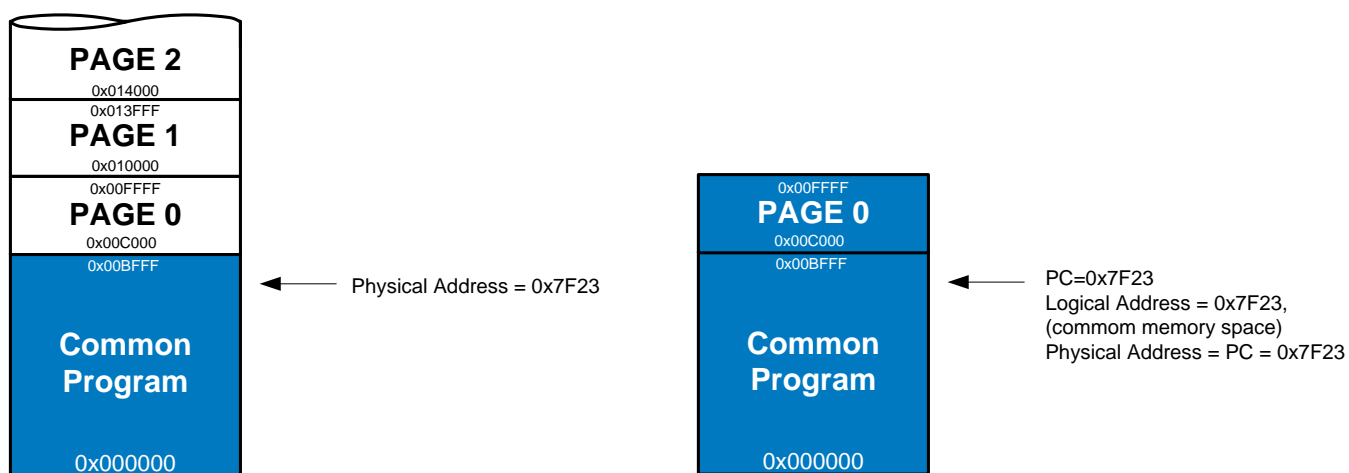 PAGE 2
0x014000
0x013FFF
PAGE 1
0x010000
0x00FFFF
PAGE 0
0x00C000
0x00BFFF
Common
Program
0x000000
Physical Address = 0x7F23
0x00FFFF
PAGE 0
0x00C000
0x00BFFF
Common
Program
0x000000
PC=0x7F23
Logical Address = 0x7F23,
(commom memory space)
Physical Address = PC = 0x7F23